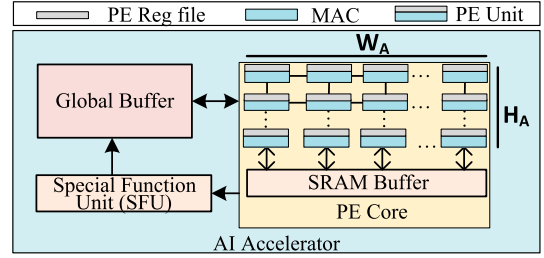 PE Reg file MAC PE Unit
W_A
Global Buffer
H_A
Special Function
Unit (SFU)
SRAM Buffer
PE Core
AI Accelerator